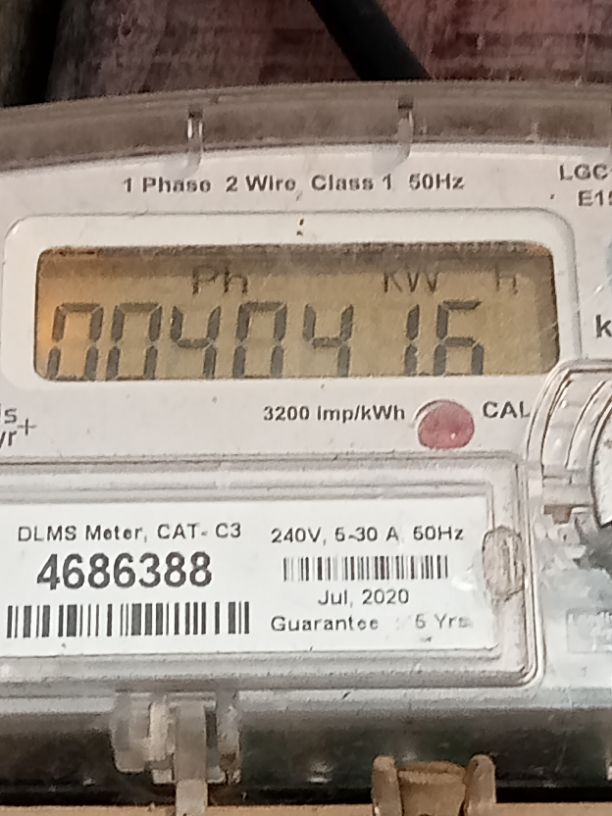 1 Phase 2 Wire Class 1 50Hz
LGC
Ph KW h
004041.6
3200 imp/kWh
CAL
DLMS Meter, CAT- C3
4686388
240V, 5-30 A 50Hz
Jul, 2020
Guarantee : 5 Yrs